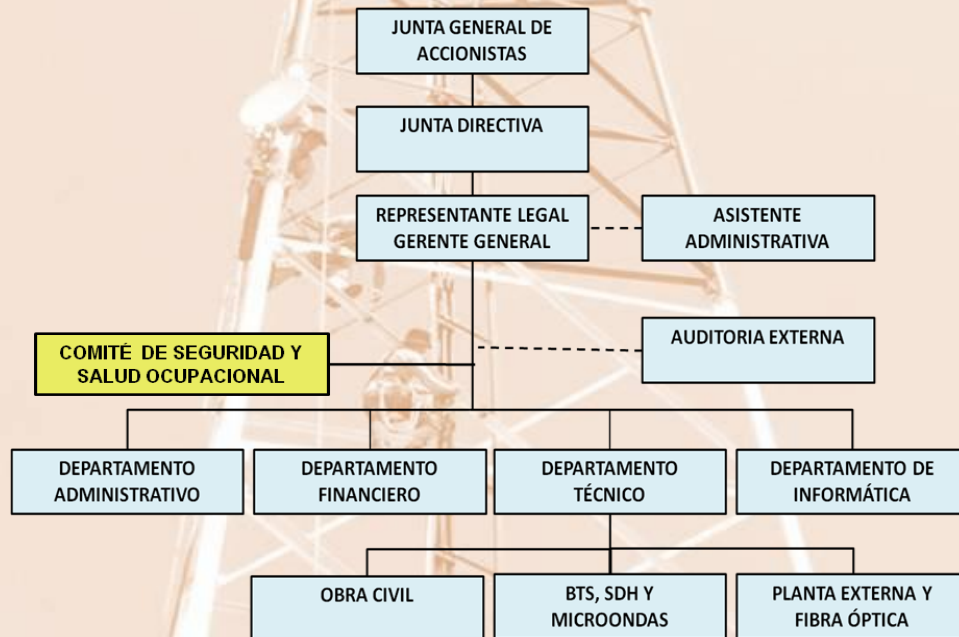 JUNTA GENERAL DE
ACCIONISTAS
JUNTA DIRECTIVA
REPRESENTANTE LEGAL
GERENTE GENERAL
ASISTENTE
ADMINISTRATIVA
AUDITORIA EXTERNA
COMITÉ DE SEGURIDAD Y
SALUD OCUPACIONAL
DEPARTAMENTO
ADMINISTRATIVO
DEPARTAMENTO
FINANCIERO
DEPARTAMENTO
TÉCNICO
DEPARTAMENTO DE
INFORMÁTICA
OBRA CIVIL
BTS, SDH Y
MICROONDAS
PLANTA EXTERNA Y
FIBRA ÓPTICA